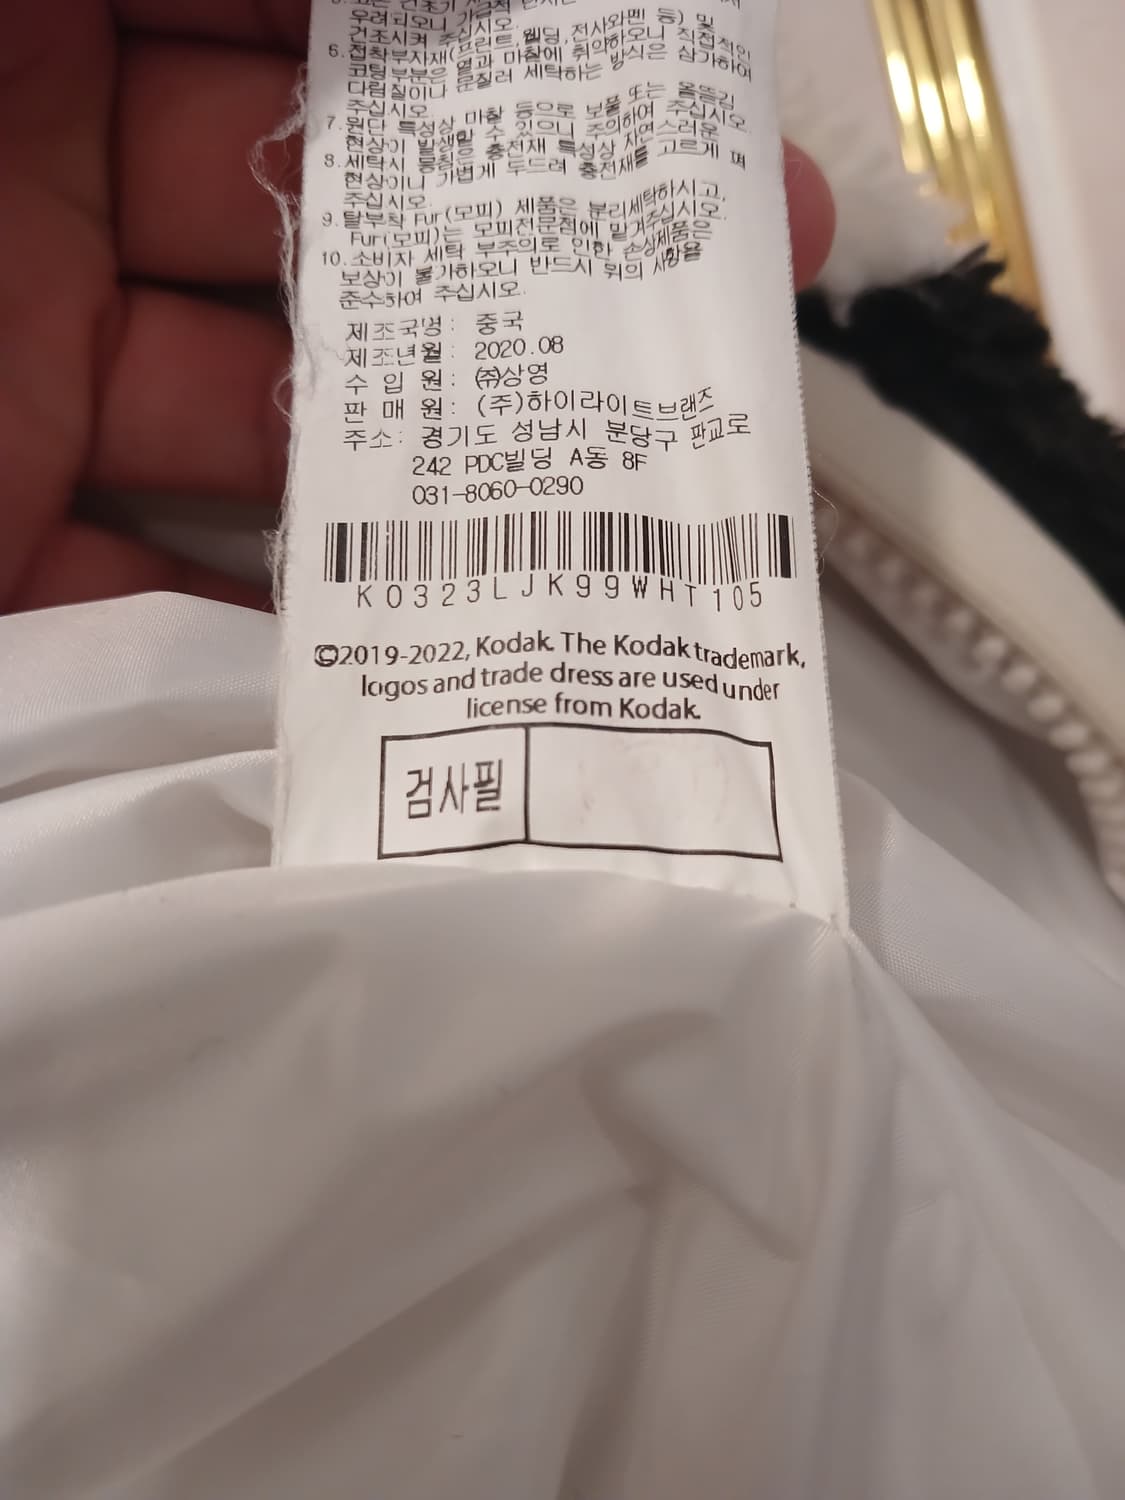 우려되오니 가급적
건조시켜 주십시오.
6. 접착부자재(프린트,웰딩,전사와펜 등) 및
코팅부분은 열과 마찰에 취약하오니 직접적인
다림질이나 문질러 세탁하는 방식은 삼가하여
주십시오.
7. 원단 특성상 마찰 등으로 보풀 또는 올뜯김
현상이 발생할 수 있으니 주의하여 주십시오.
8. 세탁시 뭉침은 충전재 특성상 자연스러운
현상이니 가볍게 두드려 충전재를 고르게 펴
주십시오.
9. 탈부착 Fur(모피) 제품은 분리세탁하시고,
Fur(모피)는 모피전문점에 맡겨주십시오.
10. 소비자 세탁 부주의로 인한 손상제품은
보상이 불가하오니 반드시 위의 사항을
준수하여 주십시오.
제조국명 : 중국
제조년월 : 2020.08
수 입 원 : ㈜상영
판 매 원 : (주)하이라이트브랜즈
주소 : 경기도 성남시 분당구 판교로
242 PDC빌딩 A동 8F
031-8060-0290
K0323LJK99WHT105
©2019-2022, Kodak. The Kodak trademark,
logos and trade dress are used under
license from Kodak.
검사필